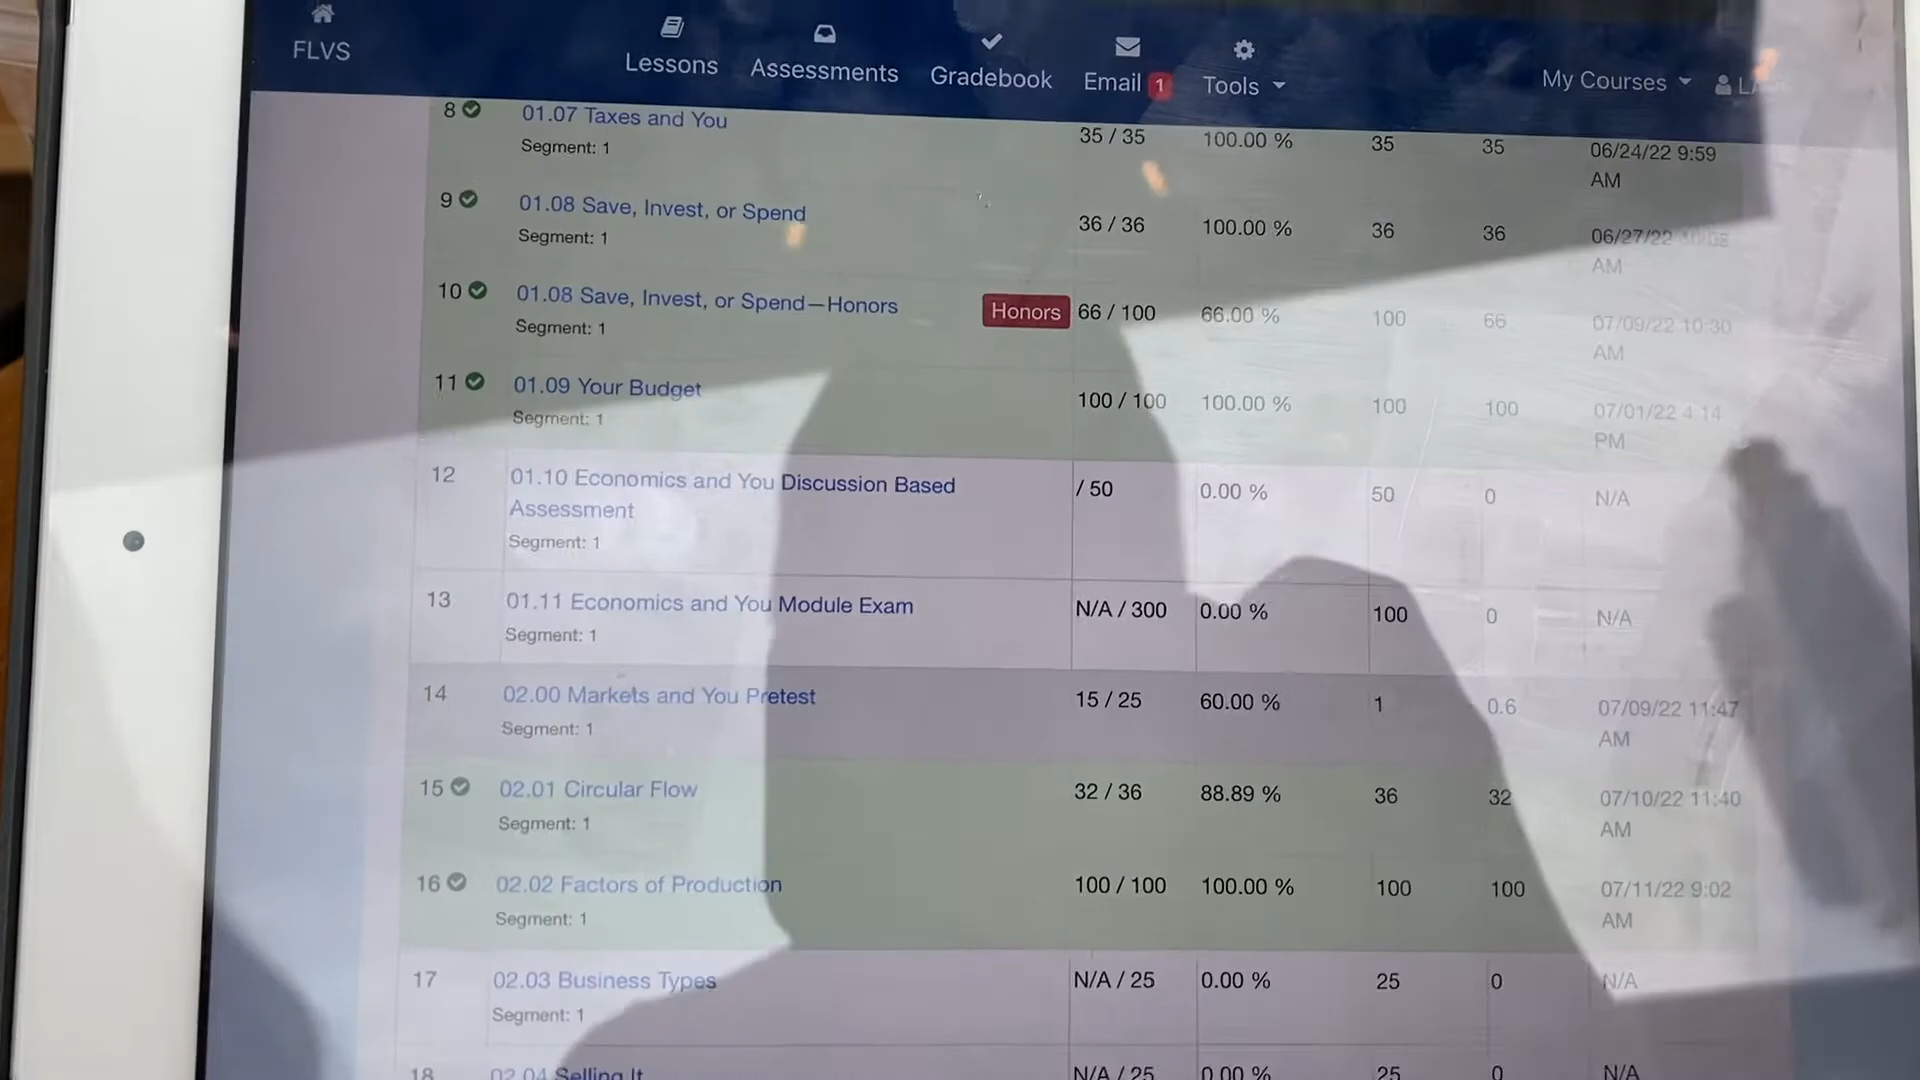 FLVS
Lessons
Assessments
Gradebook
Email 1
Tools
My Courses
8 01.07 Taxes and You 35 / 35 100.00 % 35 35 06/24/22 9:59
Segment: 1 AM
9 01.08 Save, Invest, or Spend 36 / 36 100.00 % 36 36 06/27/22
Segment: 1 AM
10 01.08 Save, Invest, or Spend—Honors Honors 66 / 100 66.00 % 100 66 07/09/22 10:30
Segment: 1 AM
11 01.09 Your Budget 100 / 100 100.00 % 100 100 07/01/22 4:14
Segment: 1 PM
12 01.10 Economics and You Discussion Based / 50 0.00 % 50 0 N/A
Assessment
Segment: 1
13 01.11 Economics and You Module Exam N/A / 300 0.00 % 100 0 N/A
Segment: 1
14 02.00 Markets and You Pretest 15 / 25 60.00 % 1 0.6 07/09/22 11:47
Segment: 1 AM
15 02.01 Circular Flow 32 / 36 88.89 % 36 32 07/10/22 11:40
Segment: 1 AM
16 02.02 Factors of Production 100 / 100 100.00 % 100 100 07/11/22 9:02
Segment: 1 AM
17 02.03 Business Types N/A / 25 0.00 % 25 0 N/A
Segment: 1
18 02.04 Selling It N/A / 25 0.00 % 25 0 N/A